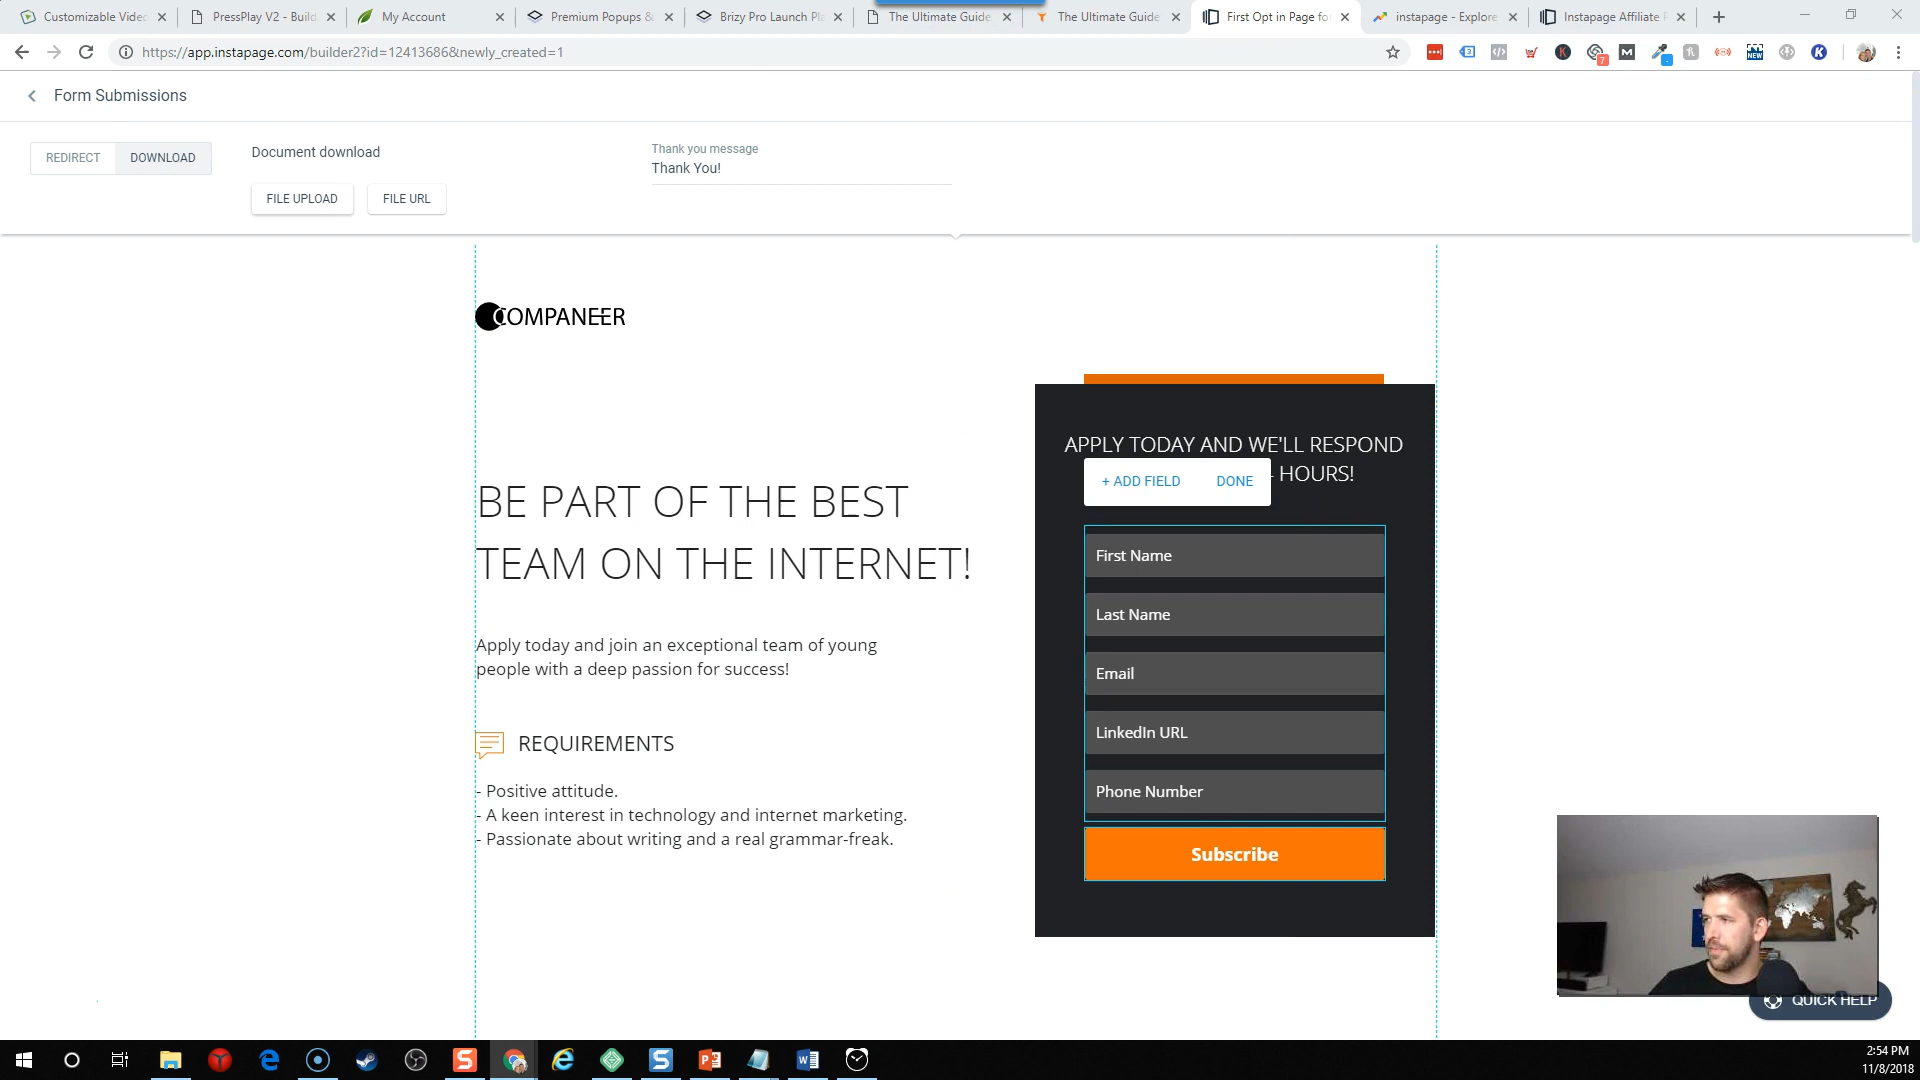 Customizable Video
PressPlay V2 - Build
My Account
Premium Popups &
Brizy Pro Launch Pla
The Ultimate Guide
The Ultimate Guide
First Opt in Page fo
instapage - Explore
Instapage Affiliate P
https://app.instapage.com/builder2?id=12413686&newly_created=1
7
NEW
Form Submissions
REDIRECT
DOWNLOAD
Document download
FILE UPLOAD
FILE URL
Thank you message
Thank You!
COMPANEER
BE PART OF THE BEST
TEAM ON THE INTERNET!
Apply today and join an exceptional team of young
people with a deep passion for success!
REQUIREMENTS
- Positive attitude.
- A keen interest in technology and internet marketing.
- Passionate about writing and a real grammar-freak.
APPLY TODAY AND WE'LL RESPOND
HOURS!
+ ADD FIELD
DONE
First Name
Last Name
Email
LinkedIn URL
Phone Number
Subscribe
QUICK HELP
2:54 PM
11/8/2018